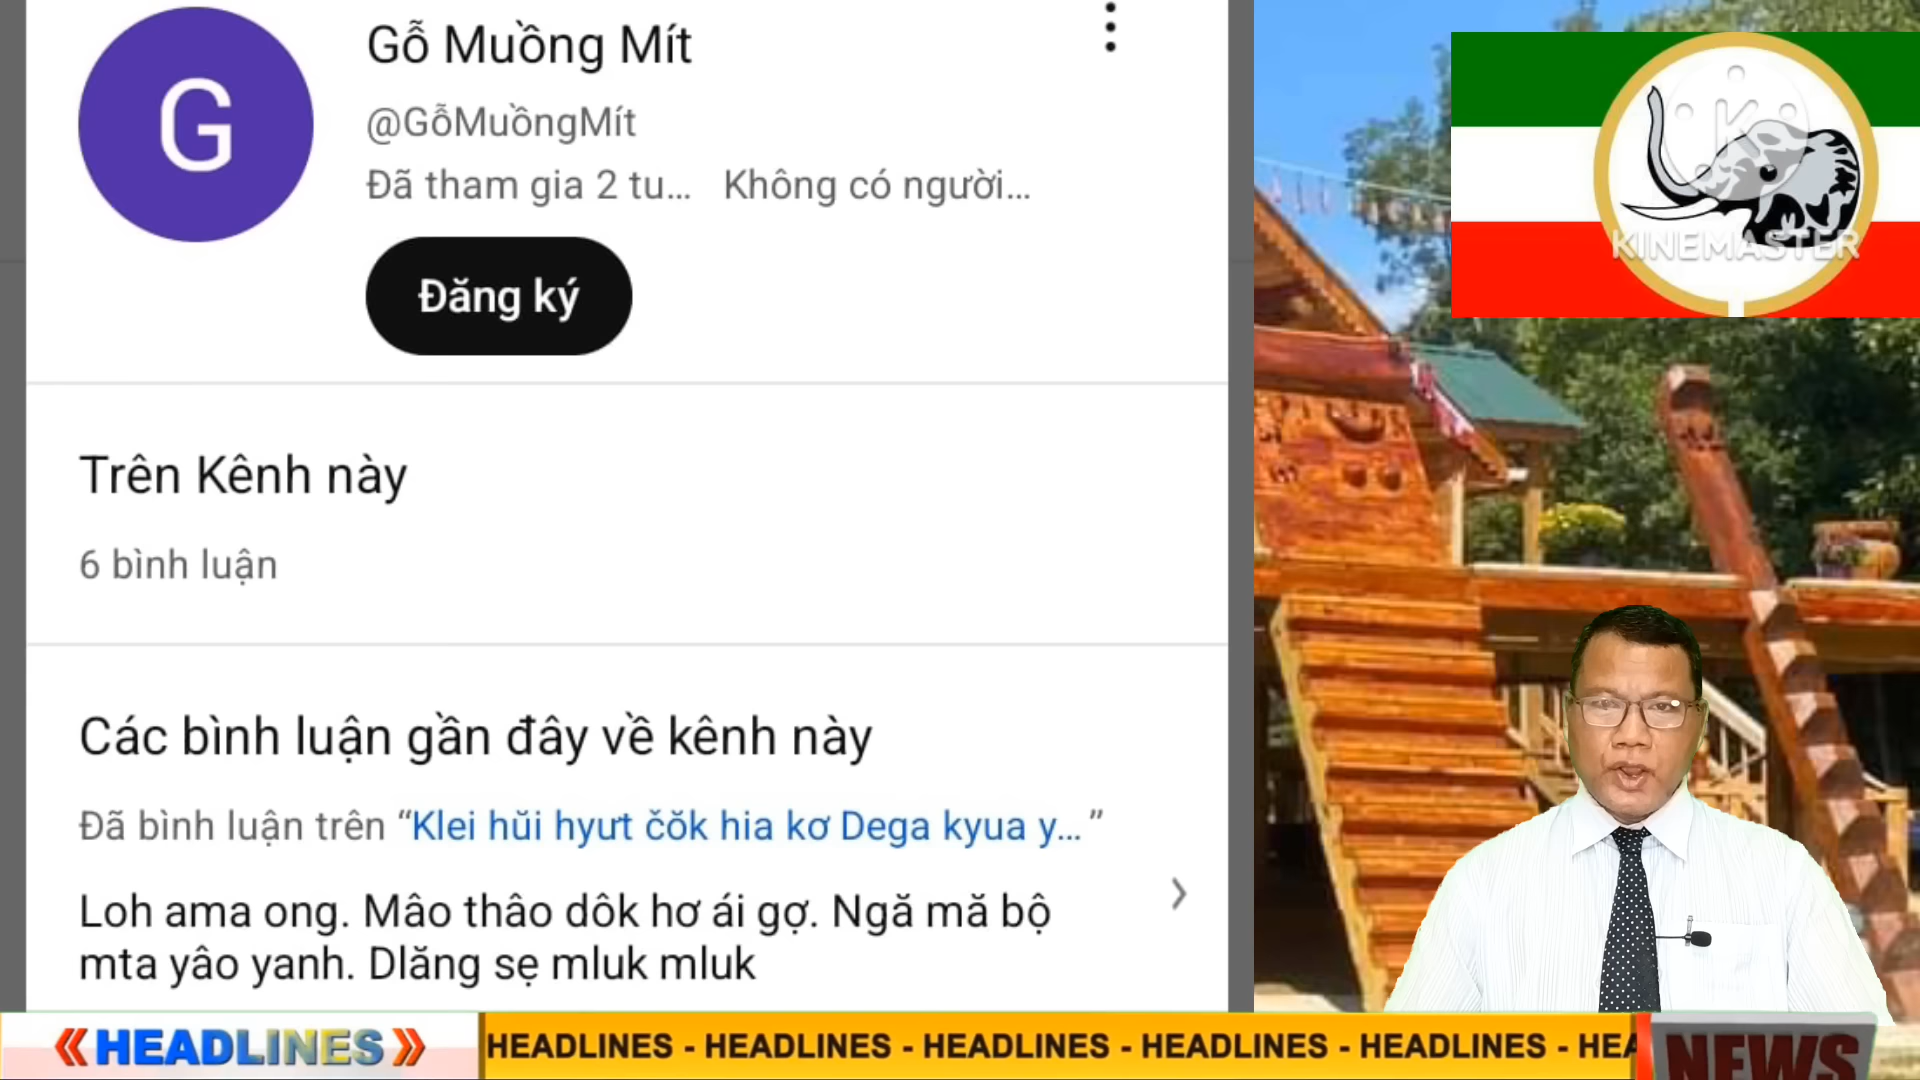 G
Gỗ Muồng Mít
@GỗMuồngMít
Đã tham gia 2 tu... Không có người...
Đăng ký
Trên Kênh này
6 bình luận
Các bình luận gần đây về kênh này
Đã bình luận trên “Klei hŭi hyưt čŏk hia kơ Dega kyua y...”
Loh ama ong. Mâo thâo dôk hơ ái gợ. Ngă mă bộ
mta yâo yanh. Dlăng sẹ mluk mluk
K
KINEMASTER
HEADLINES
HEADLINES - HEADLINES - HEADLINES - HEADLINES - HEADLINES - HEA
NEWS